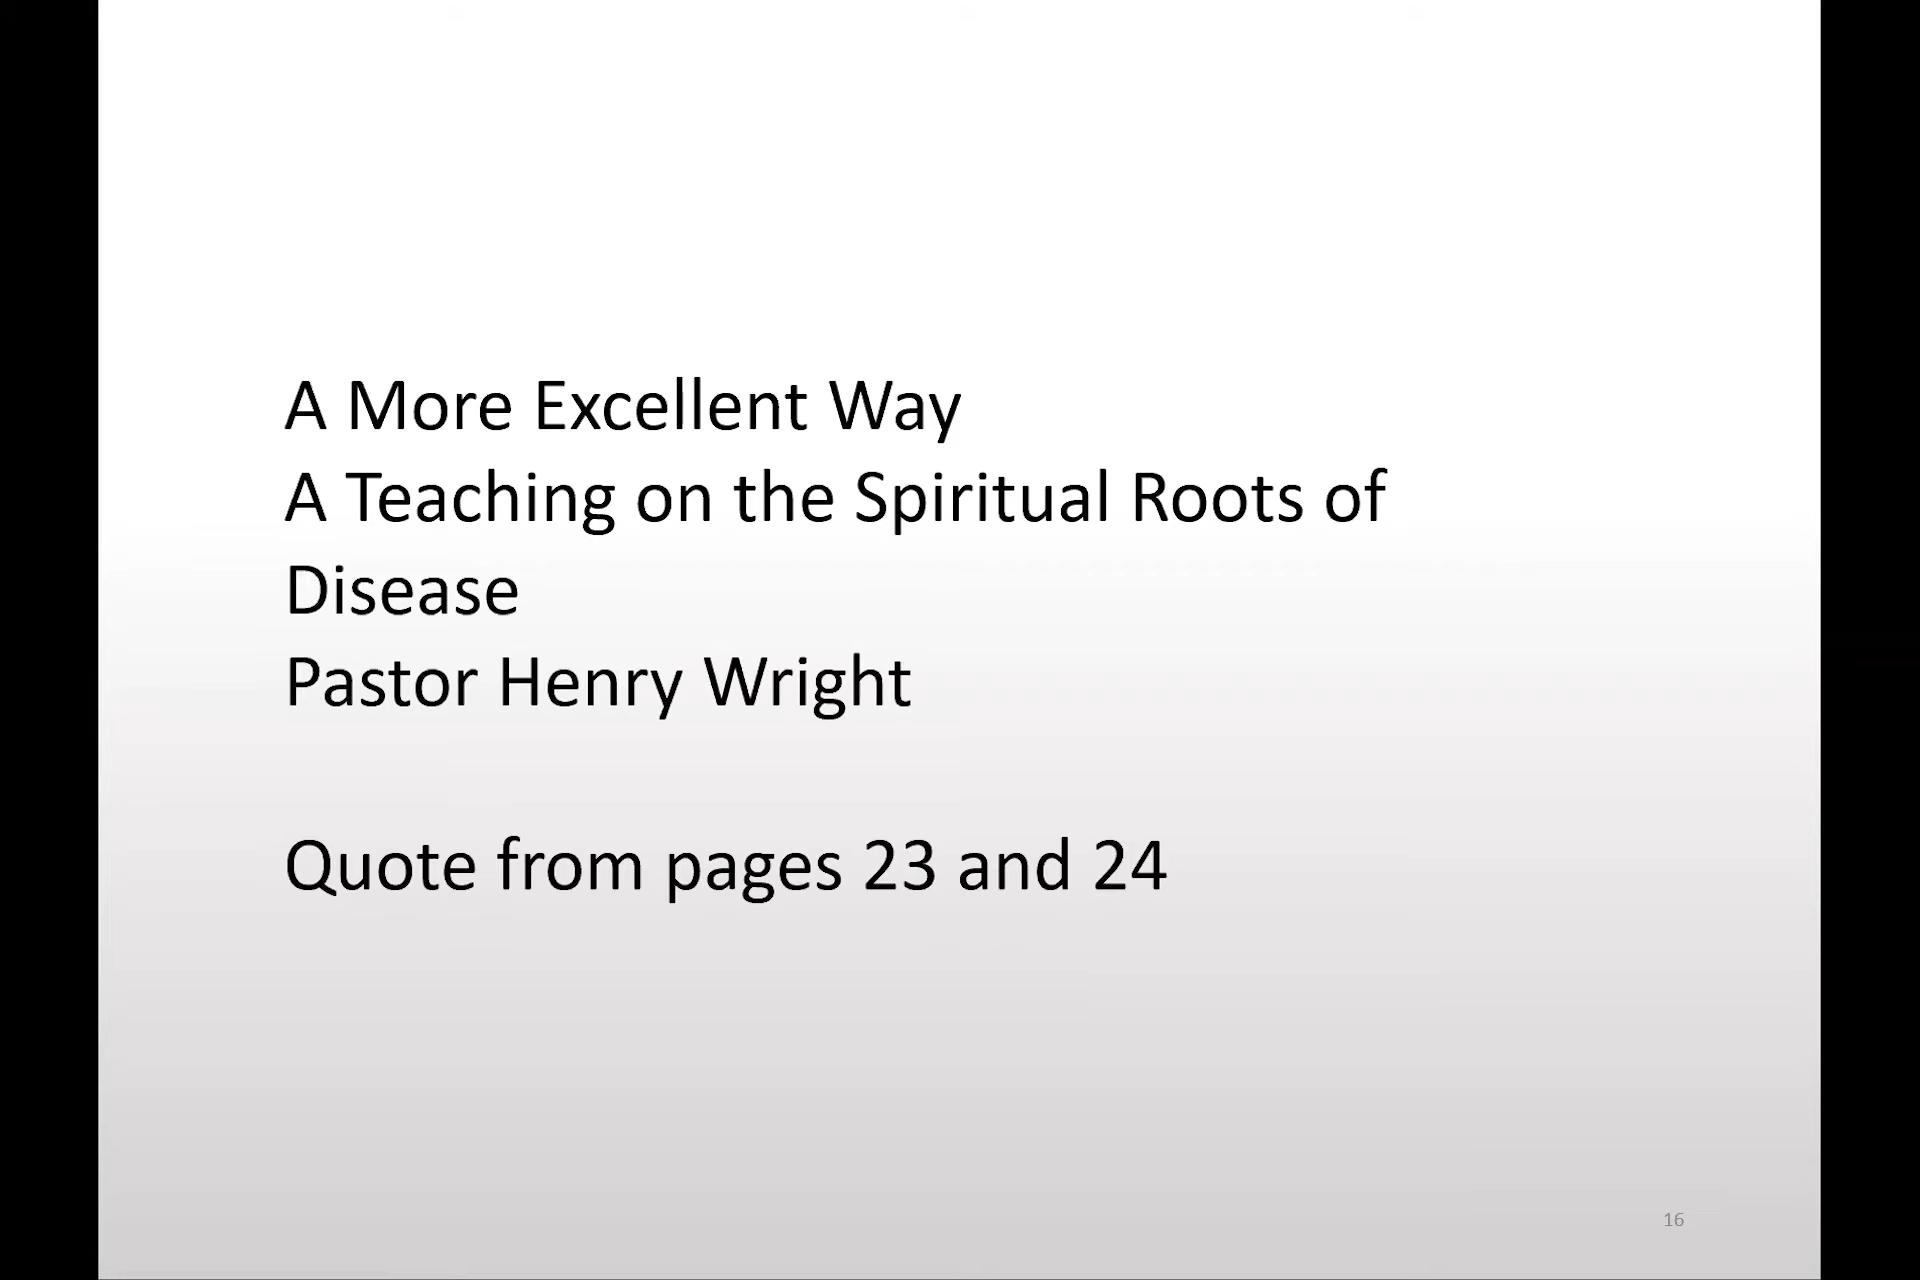 A More Excellent Way
A Teaching on the Spiritual Roots of
Disease
Pastor Henry Wright
Quote from pages 23 and 24
16